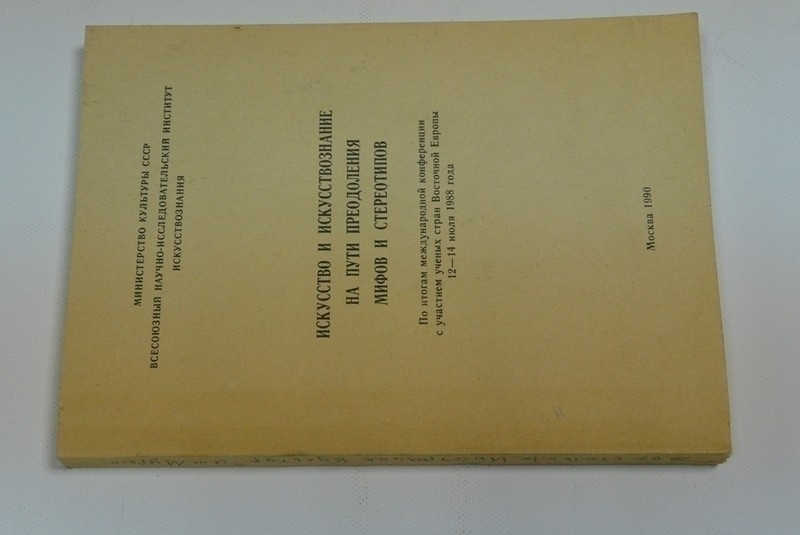 МИНИСТЕРСТВО КУЛЬТУРЫ СССР
ВСЕСОЮЗНЫЙ НАУЧНО-ИССЛЕДОВАТЕЛЬСКИЙ ИНСТИТУТ
ИСКУССТВОЗНАНИЯ
ИСКУССТВО И ИСКУССТВОЗНАНИЕ
НА ПУТИ ПРЕОДОЛЕНИЯ
МИФОВ И СТЕРЕОТИПОВ
По итогам международной конференции
с участием ученых стран Восточной Европы
12—14 июля 1988 года
Москва 1990